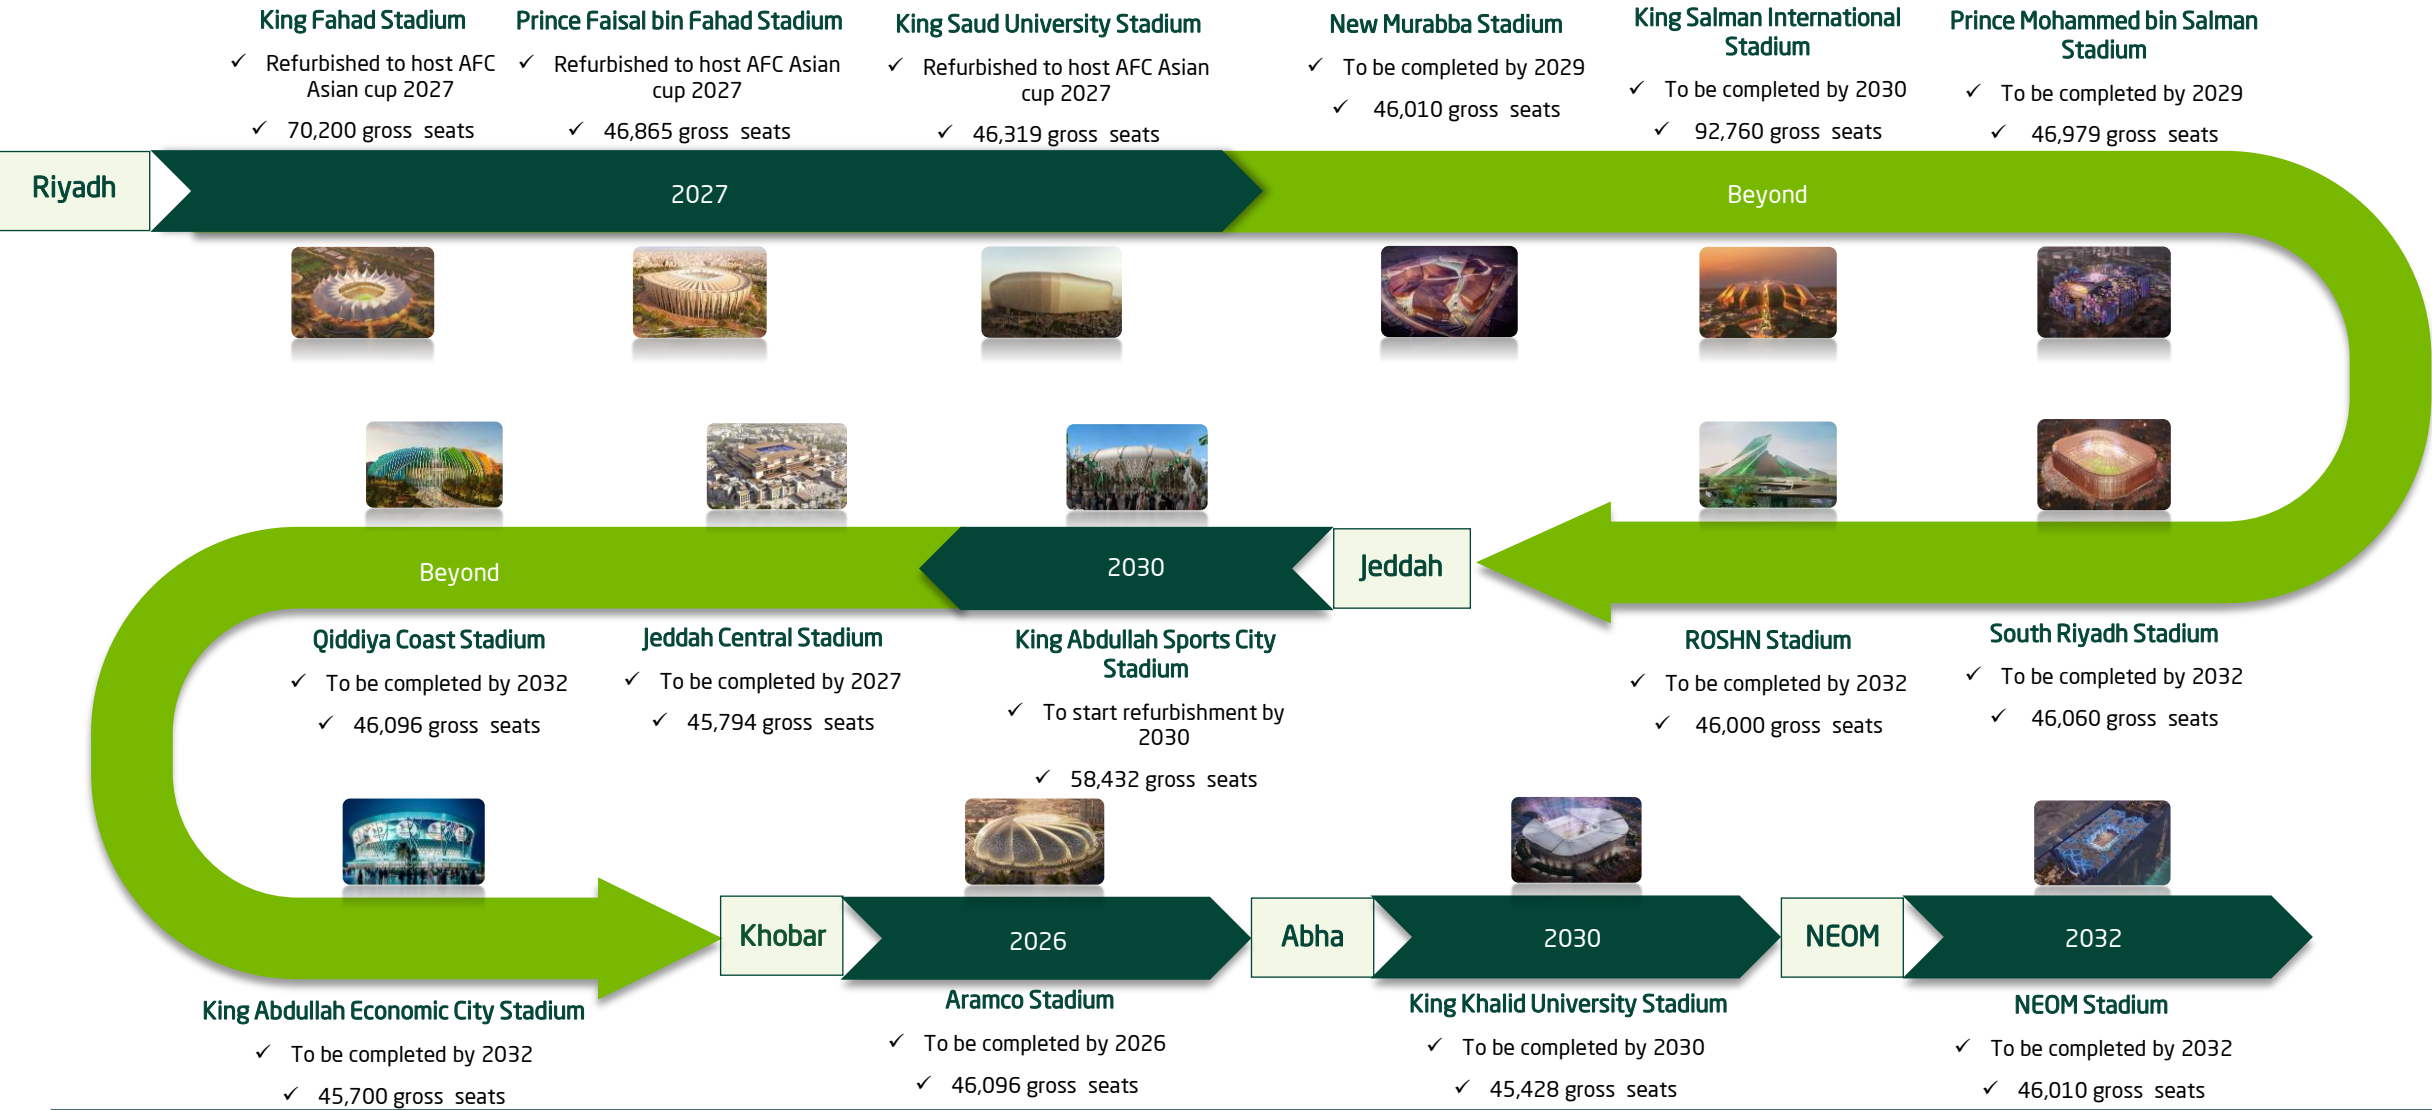 King Fahad Stadium
✓ Refurbished to host AFC
Asian cup 2027
✓ 70,200 gross seats
Prince Faisal bin Fahad Stadium
✓ Refurbished to host AFC Asian
cup 2027
✓ 46,865 gross seats
King Saud University Stadium
✓ Refurbished to host AFC Asian
cup 2027
✓ 46,319 gross seats
New Murabba Stadium
✓ To be completed by 2029
✓ 46,010 gross seats
King Salman International
Stadium
✓ To be completed by 2030
✓ 92,760 gross seats
Prince Mohammed bin Salman
Stadium
✓ To be completed by 2029
✓ 46,979 gross seats
Riyadh
2027
Beyond
Beyond
2030
Jeddah
Qiddiya Coast Stadium
✓ To be completed by 2032
✓ 46,096 gross seats
Jeddah Central Stadium
✓ To be completed by 2027
✓ 45,794 gross seats
King Abdullah Sports City
Stadium
✓ To start refurbishment by
2030
✓ 58,432 gross seats
ROSHN Stadium
✓ To be completed by 2032
✓ 46,000 gross seats
South Riyadh Stadium
✓ To be completed by 2032
✓ 46,060 gross seats
Khobar
2026
Abha
2030
NEOM
2032
King Abdullah Economic City Stadium
✓ To be completed by 2032
✓ 45,700 gross seats
Aramco Stadium
✓ To be completed by 2026
✓ 46,096 gross seats
King Khalid University Stadium
✓ To be completed by 2030
✓ 45,428 gross seats
NEOM Stadium
✓ To be completed by 2032
✓ 46,010 gross seats